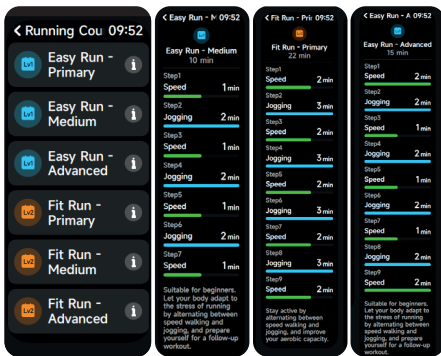 < Running Cou 09:52
Lv1
Easy Run -
Primary
i
Lv1
Easy Run -
Medium
i
Lv1
Easy Run -
Advanced
i
Lv2
Fit Run -
Primary
i
Lv2
Fit Run -
Medium
i
Lv2
Fit Run -
Advanced
i
< Easy Run - M 09:52
Easy Run - Medium
10 min
Step1
Speed 1 min
Step2
Jogging 2 min
Step3
Speed 1 min
Step4
Jogging 2 min
Step5
Speed 1 min
Step6
Jogging 2 min
Step7
Speed 1 min
Suitable for beginners.
Let your body adapt to
the stress of running
by alternating between
speed walking and
jogging, and prepare
yourself for a follow-up
workout.
< Fit Run - Pri 09:52
Fit Run - Primary
22 min
Step1
Speed 2 min
Step2
Jogging 3 min
Step3
Speed 2 min
Step4
Jogging 3 min
Step5
Speed 2 min
Step6
Jogging 3 min
Step7
Speed 2 min
Step8
Jogging 3 min
Step9
Speed 2 min
Stay active by
alternating between
speed walking and
jogging, and improve
your aerobic capacity.
< Easy Run - A 09:52
Easy Run - Advanced
15 min
Step1
Speed 2 min
Step2
Jogging 2 min
Step3
Speed 1 min
Step4
Jogging 2 min
Step5
Speed 1 min
Step6
Jogging 2 min
Step7
Speed 1 min
Step8
Jogging 2 min
Step9
Speed 2 min
Suitable for beginners.
Let your body adapt to
the stress of running
by alternating between
speed walking and
jogging, and prepare
yourself for a follow-up
workout.